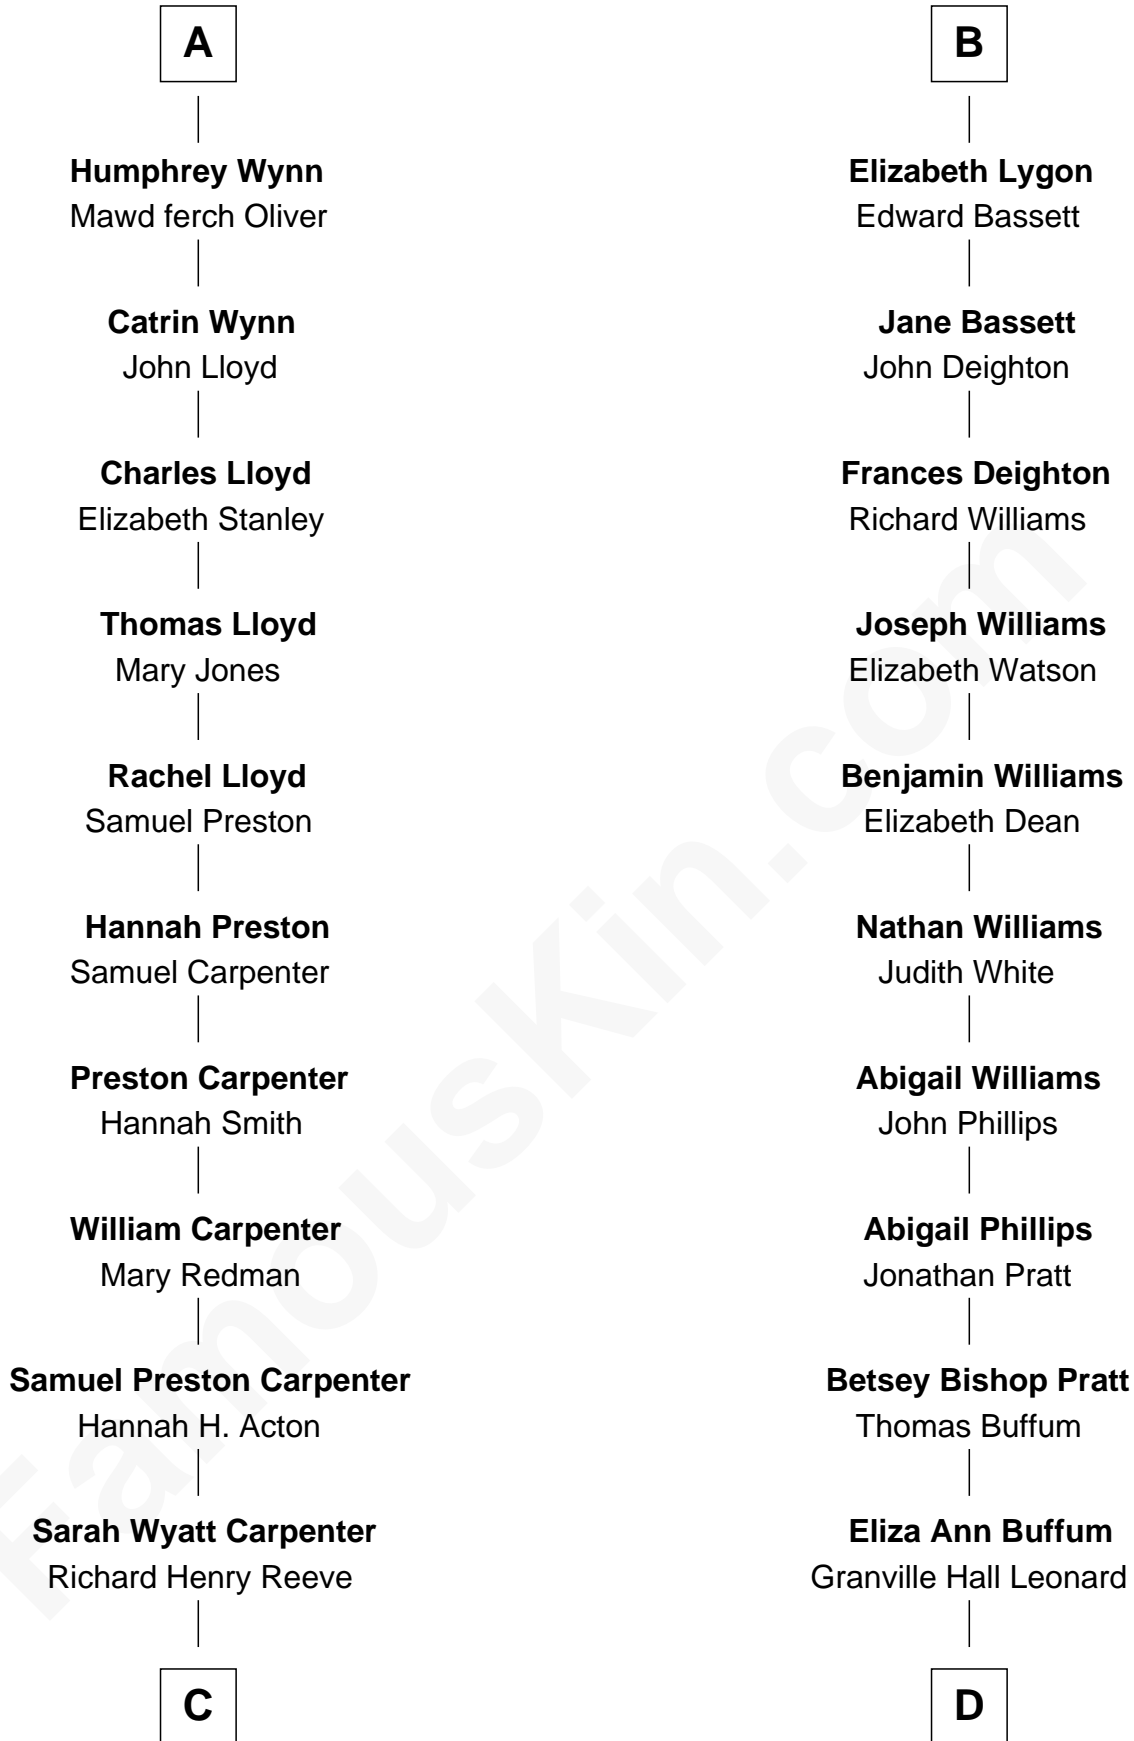 A
Humphrey Wynn
Mawd ferch Oliver
Catrin Wynn
John Lloyd
Charles Lloyd
Elizabeth Stanley
Thomas Lloyd
Mary Jones
Rachel Lloyd
Samuel Preston
Hannah Preston
Samuel Carpenter
Preston Carpenter
Hannah Smith
William Carpenter
Mary Redman
Samuel Preston Carpenter
Hannah H. Acton
Sarah Wyatt Carpenter
Richard Henry Reeve
C
B
Elizabeth Lygon
Edward Bassett
Jane Bassett
John Deighton
Frances Deighton
Richard Williams
Joseph Williams
Elizabeth Watson
Benjamin Williams
Elizabeth Dean
Nathan Williams
Judith White
Abigail Williams
John Phillips
Abigail Phillips
Jonathan Pratt
Betsey Bishop Pratt
Thomas Buffum
Eliza Ann Buffum
Granville Hall Leonard
D
FamousKin.com